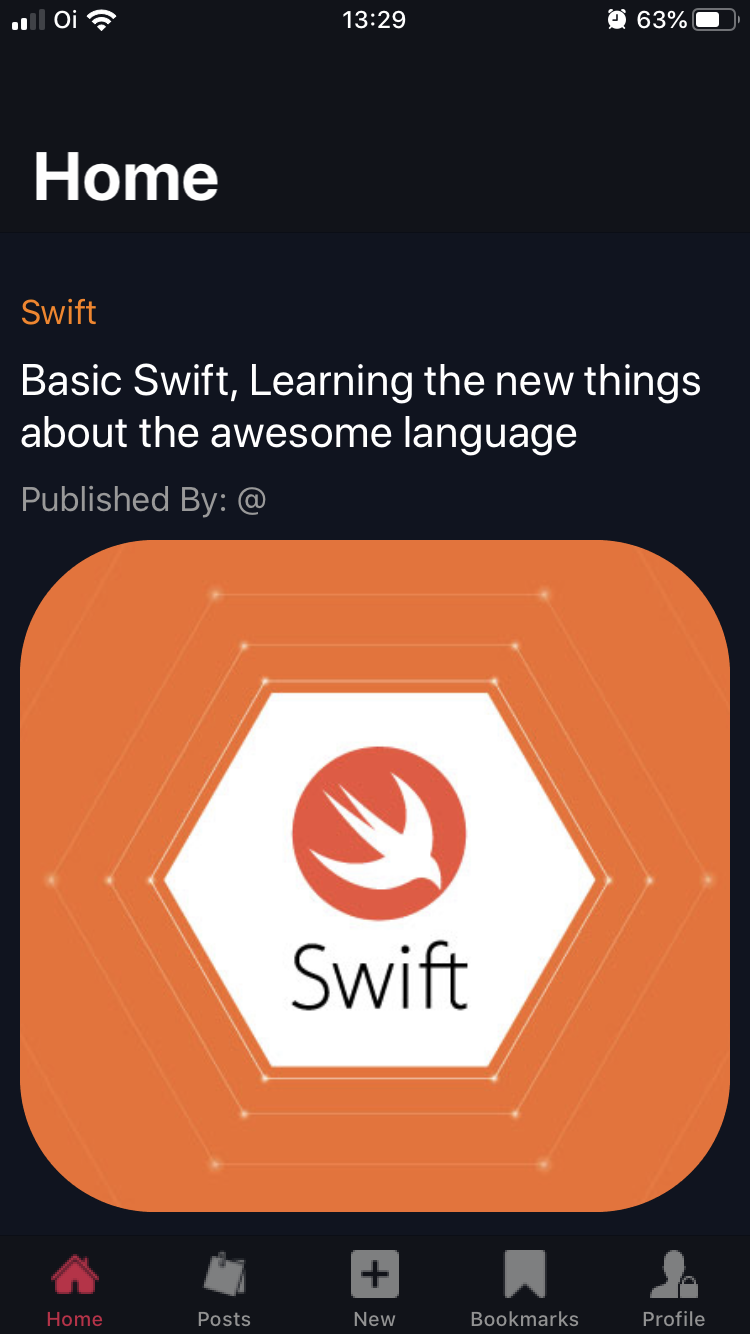 Oi 13:29 63%
Home
Swift
Basic Swift, Learning the new things
about the awesome language
Published By: @
Swift
Home Posts New Bookmarks Profile